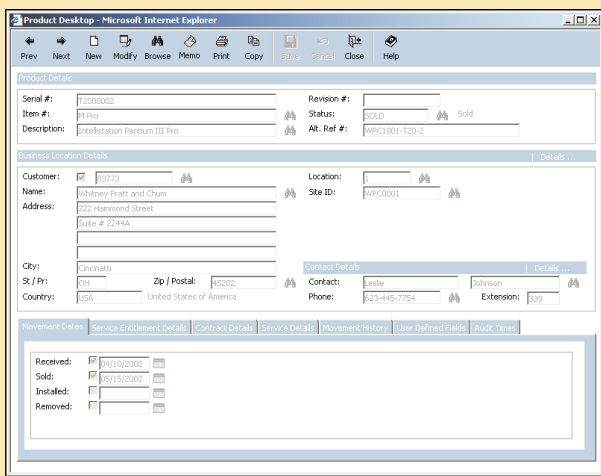 Product Desktop - Microsoft Internet Explorer
Prev Next New Modify Browse Memo Print Copy Save Cancel Close Help
Product Details
Serial #: T2000002 Revision #:
Item #: M Pro Status: SOLD Sold
Description: Intellistation Pentium III Pro Alt. Ref #: WPC1001-T20-2
Business Location Details | Details ...
Customer: 83773 Location: 1
Name: Whitney Pratt and Chum Site ID: WPC0001
Address: 222 Hammond Street
Suite # 2244A
City: Cincinatti Contact Details | Details ...
St / Pr: OH Zip / Postal: 45202 Contact: Leslie Johnson
Country: USA United States of America Phone: 623-445-7754 Extension: 339
Movement Dates Service Entitlement Details Contract Details Service Details Movement History User Defined Fields Audit Times
Received: 04/10/2002
Sold: 05/15/2002
Installed:
Removed: